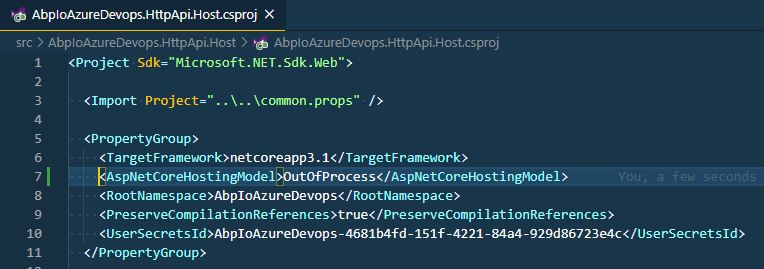 AbpIoAzureDevops.HttpApi.Host.csproj ×
src > AbpIoAzureDevops.HttpApi.Host > AbpIoAzureDevops.HttpApi.Host.csproj
1 <Project Sdk="Microsoft.NET.Sdk.Web">
2
3 <Import Project="..\..\common.props" />
4
5 <PropertyGroup>
6 <TargetFramework>netcoreapp3.1</TargetFramework>
7 <AspNetCoreHostingModel>OutOfProcess</AspNetCoreHostingModel> You, a few seconds
8 <RootNamespace>AbpIoAzureDevops</RootNamespace>
9 <PreserveCompilationReferences>true</PreserveCompilationReferences>
10 <UserSecretsId>AbpIoAzureDevops-4681b4fd-151f-4221-84a4-929d86723e4c</UserSecretsId>
11 </PropertyGroup>